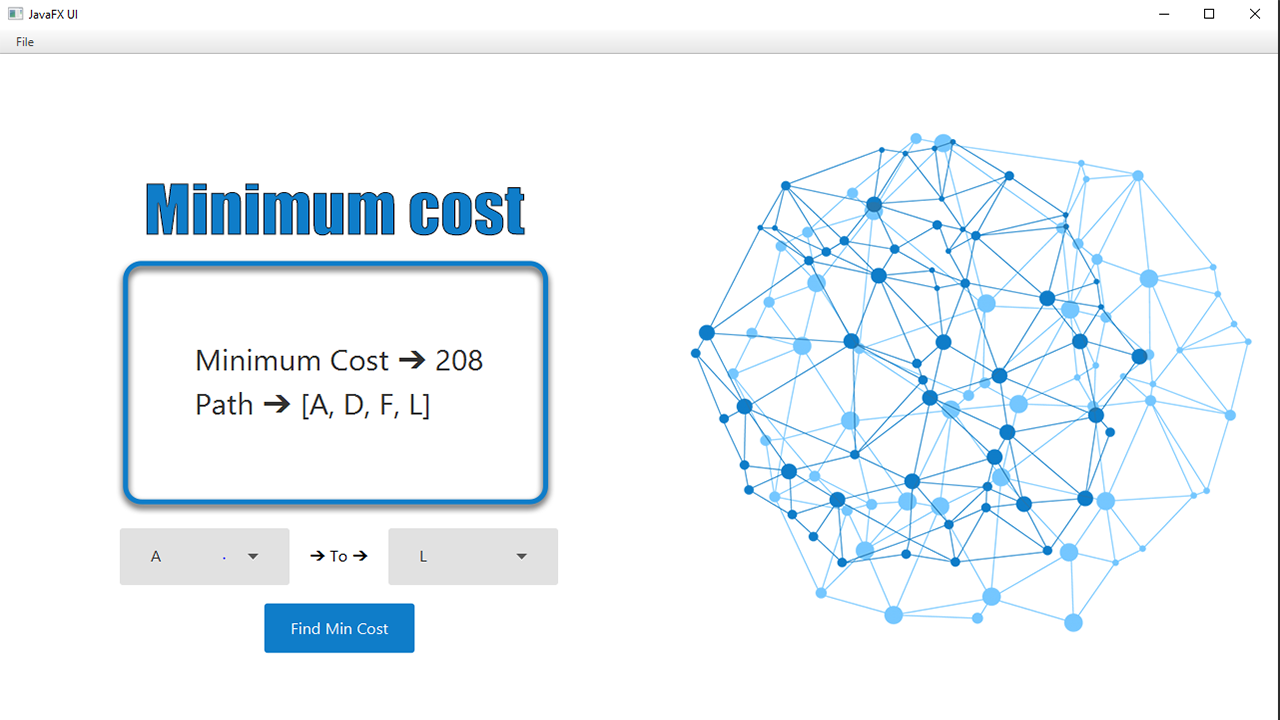 JavaFX UI
File
Minimum cost
Minimum Cost ➔ 208
Path ➔ [A, D, F, L]
A ➔ To ➔ L
Find Min Cost